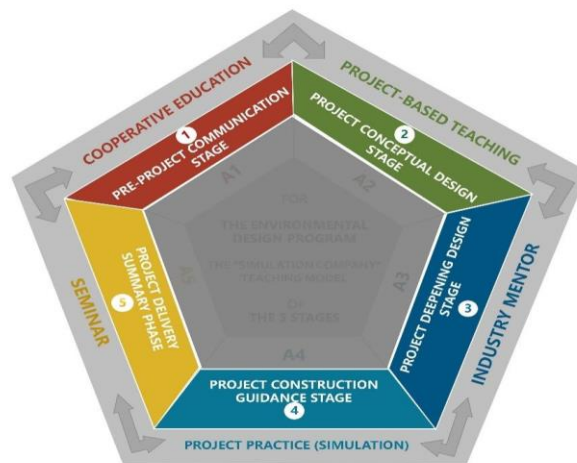 COOPERATIVE EDUCATION
PROJECT-BASED TEACHING
INDUSTRY MENTOR
PROJECT PRACTICE (SIMULATION)
SEMINAR
1
PRE-PROJECT COMMUNICATION
STAGE
2
PROJECT CONCEPTUAL DESIGN
STAGE
3
PROJECT DEEPENING DESIGN
STAGE
PROJECT CONSTRUCTION
GUIDANCE STAGE
4
PROJECT DELIVERY
SUMMARY PHASE
5
A1
A2
A3
A4
A5
FOR
THE ENVIRONMENTAL
DESIGN PROGRAM
THE "SIMULATION COMPANY"
TEACHING MODEL
OF
THE 3 STAGES